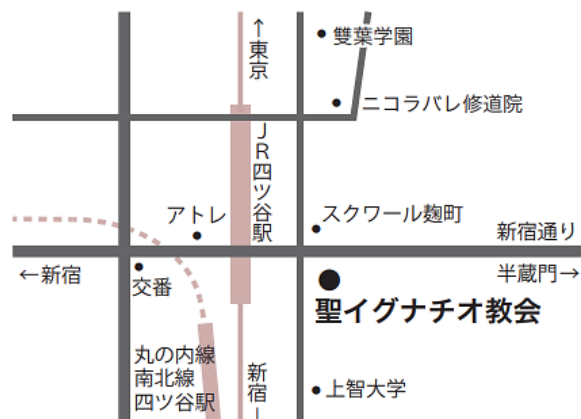 ↑東京
雙葉学園
ニコラバレ修道院
JR四ツ谷駅
アトレ
スクワール麹町
新宿通り
←新宿
交番
半蔵門→
聖イグナチオ教会
丸の内線
南北線
四ツ谷駅
新宿
上智大学